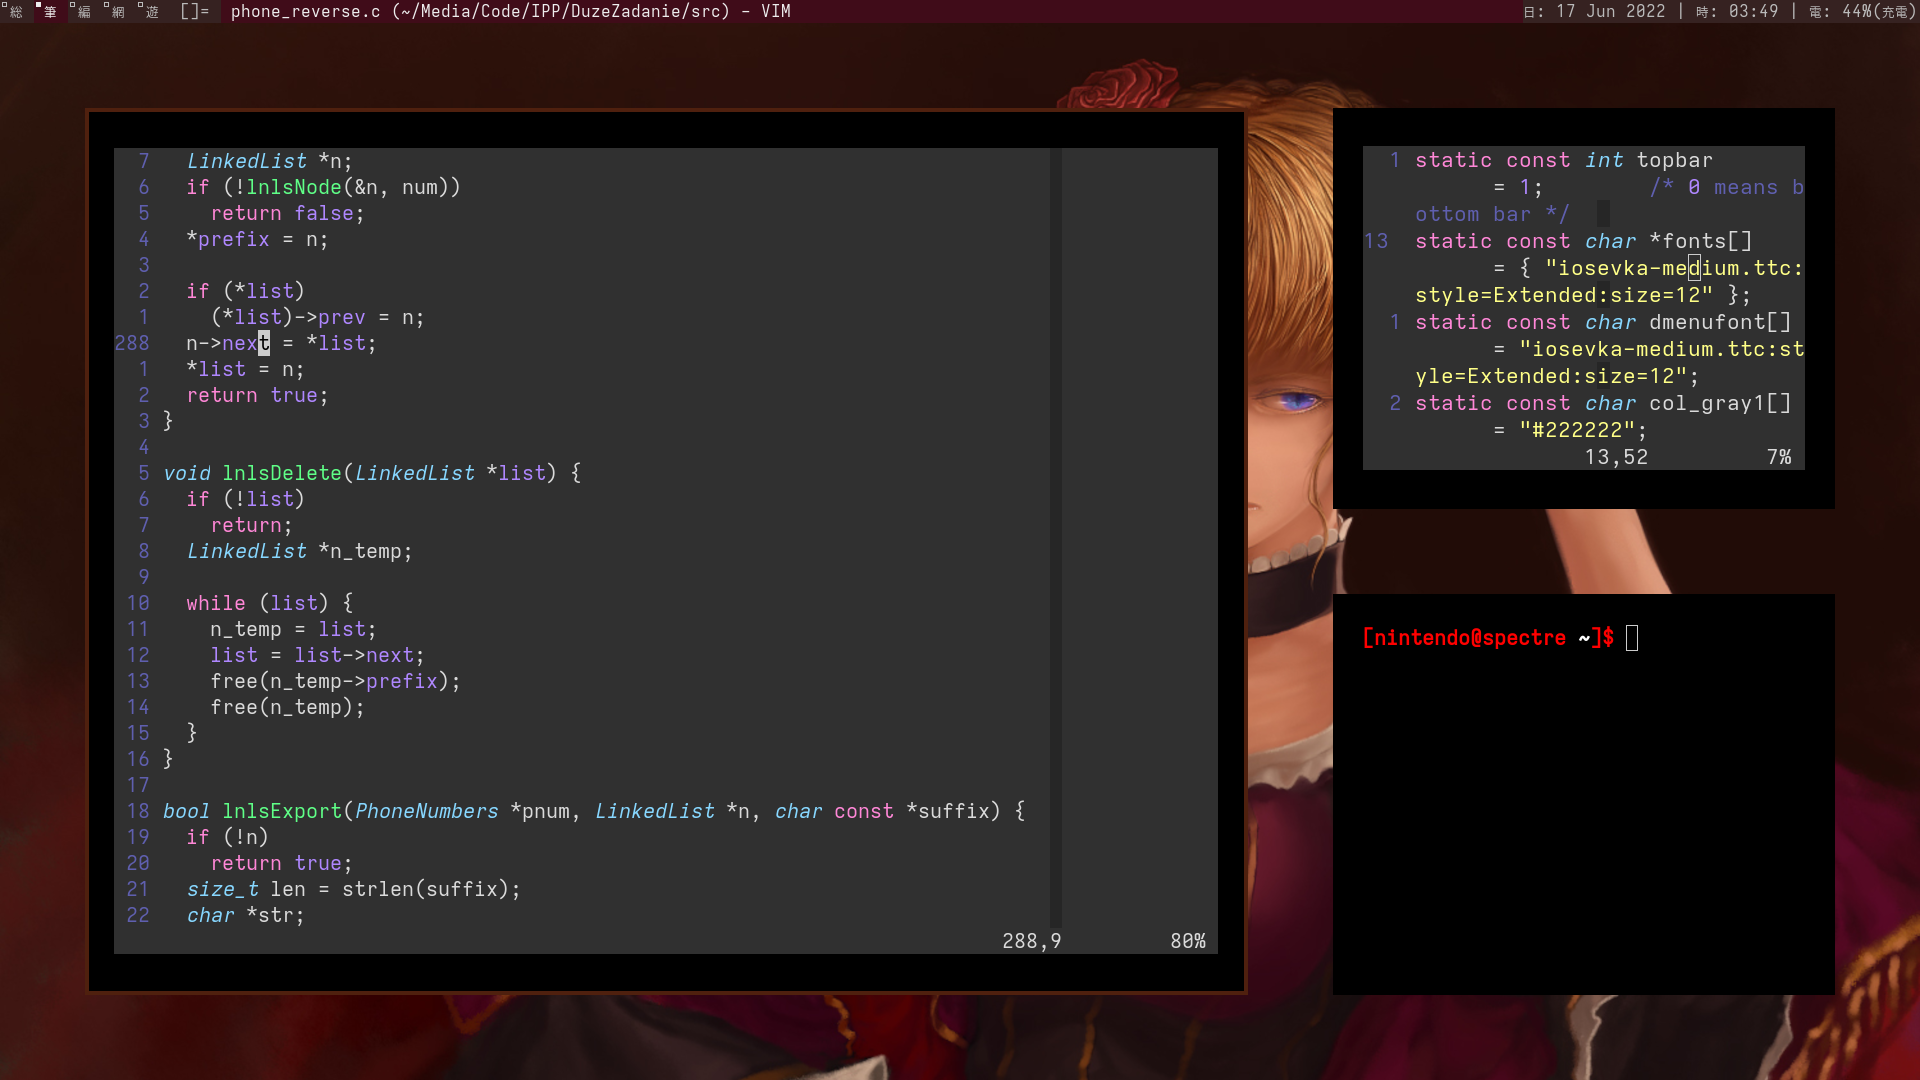 総 筆 編 網 遊 []= phone_reverse.c (~/Media/Code/IPP/DuzeZadanie/src) - VIM
日: 17 Jun 2022 | 時: 03:49 | 電: 44%(充電)
7 LinkedList *n;
6 if (!lnlsNode(&n, num))
5 return false;
4 *prefix = n;
3
2 if (*list)
1 (*list)->prev = n;
288 n->next = *list;
1 *list = n;
2 return true;
3 }
4
5 void lnlsDelete(LinkedList *list) {
6 if (!list)
7 return;
8 LinkedList *n_temp;
9
10 while (list) {
11 n_temp = list;
12 list = list->next;
13 free(n_temp->prefix);
14 free(n_temp);
15 }
16 }
17
18 bool lnlsExport(PhoneNumbers *pnum, LinkedList *n, char const *suffix) {
19 if (!n)
20 return true;
21 size_t len = strlen(suffix);
22 char *str;
288,9 80%
1 static const int topbar
= 1; /* 0 means b
ottom bar */
13 static const char *fonts[]
= { "iosevka-medium.ttc:
style=Extended:size=12" };
1 static const char dmenufont[]
= "iosevka-medium.ttc:st
yle=Extended:size=12";
2 static const char col_gray1[]
= "#222222";
13,52 7%
[nintendo@spectre ~]$